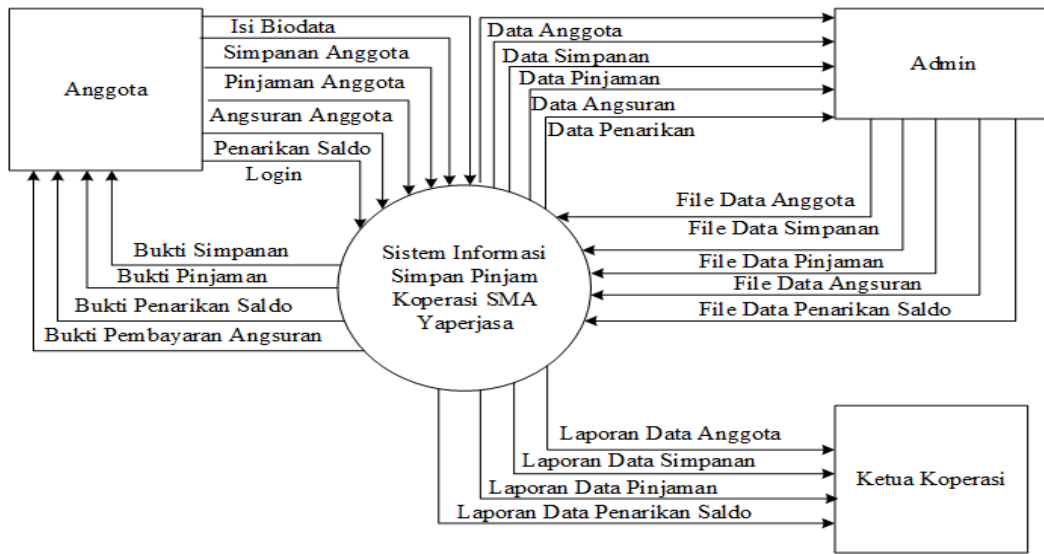 Anggota
Isi Biodata
Simpanan Anggota
Pinjaman Anggota
Angsuran Anggota
Penarikan Saldo
Login
Data Anggota
Data Simpanan
Data Pinjaman
Data Angsuran
Data Penarikan
Admin
File Data Anggota
File Data Simpanan
File Data Pinjaman
File Data Angsuran
File Data Penarikan Saldo
Sistem Informasi
Simpan Pinjam
Koperasi SMA
Yaperjasa
Bukti Simpanan
Bukti Pinjaman
Bukti Penarikan Saldo
Bukti Pembayaran Angsuran
Laporan Data Anggota
Laporan Data Simpanan
Laporan Data Pinjaman
Laporan Data Penarikan Saldo
Ketua Koperasi